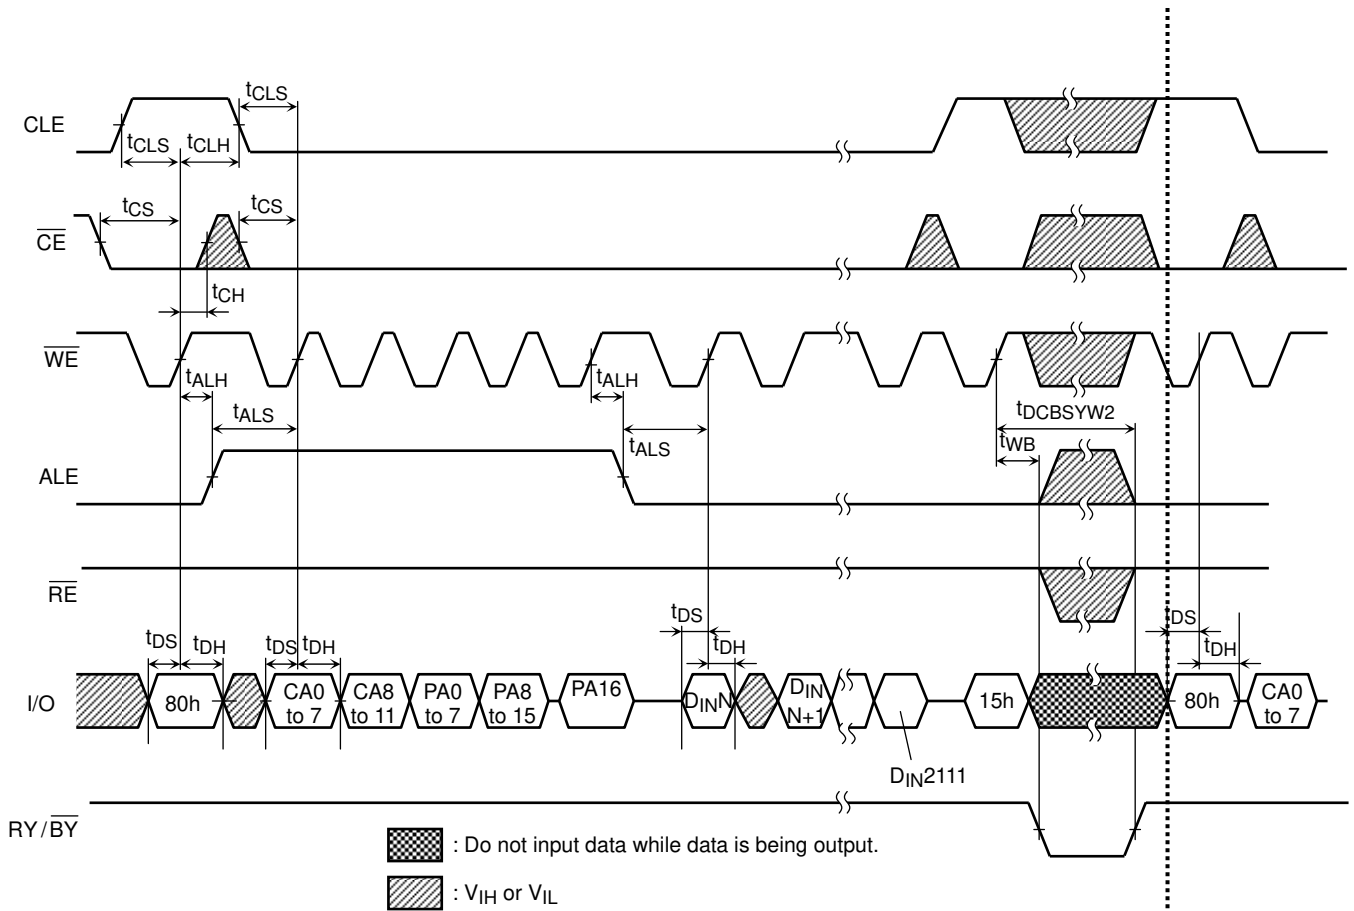 tCLS
CLE
tCLS
tCLH
tCS
tCS
CE
tCH
WE
tALH
tALH
tALS
tDCBSYW2
tALS
tWB
ALE
RE
tDS
tDH
tDS
tDH
tDS
tDH
tDS
tDH
I/O
80h
CA0
to 7
CA8
to 11
PA0
to 7
PA8
to 15
PA16
DINN
DIN
N+1
15h
80h
CA0
to 7
DIN2111
RY/BY
: Do not input data while data is being output.
: VIH or VIL